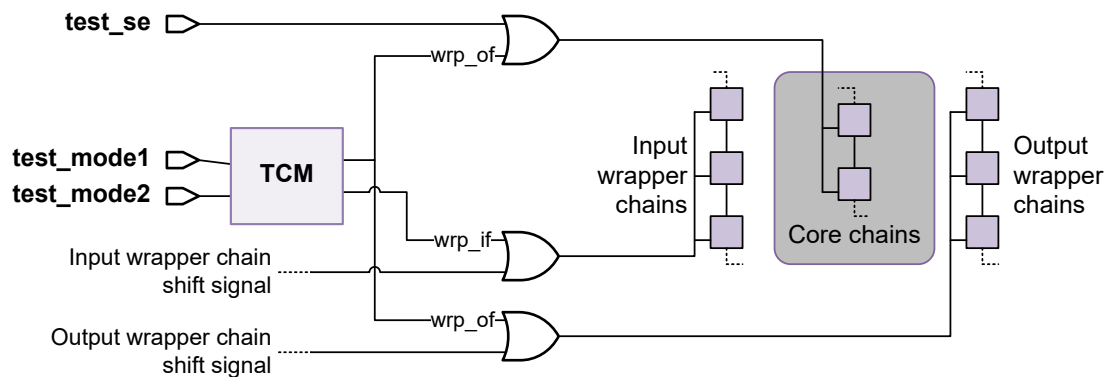 test_se
wrp_of
test_mode1
test_mode2
TCM
Input
wrapper
chains
Core chains
Output
wrapper
chains
wrp_if
Input wrapper chain
shift signal
wrp_of
Output wrapper chain
shift signal